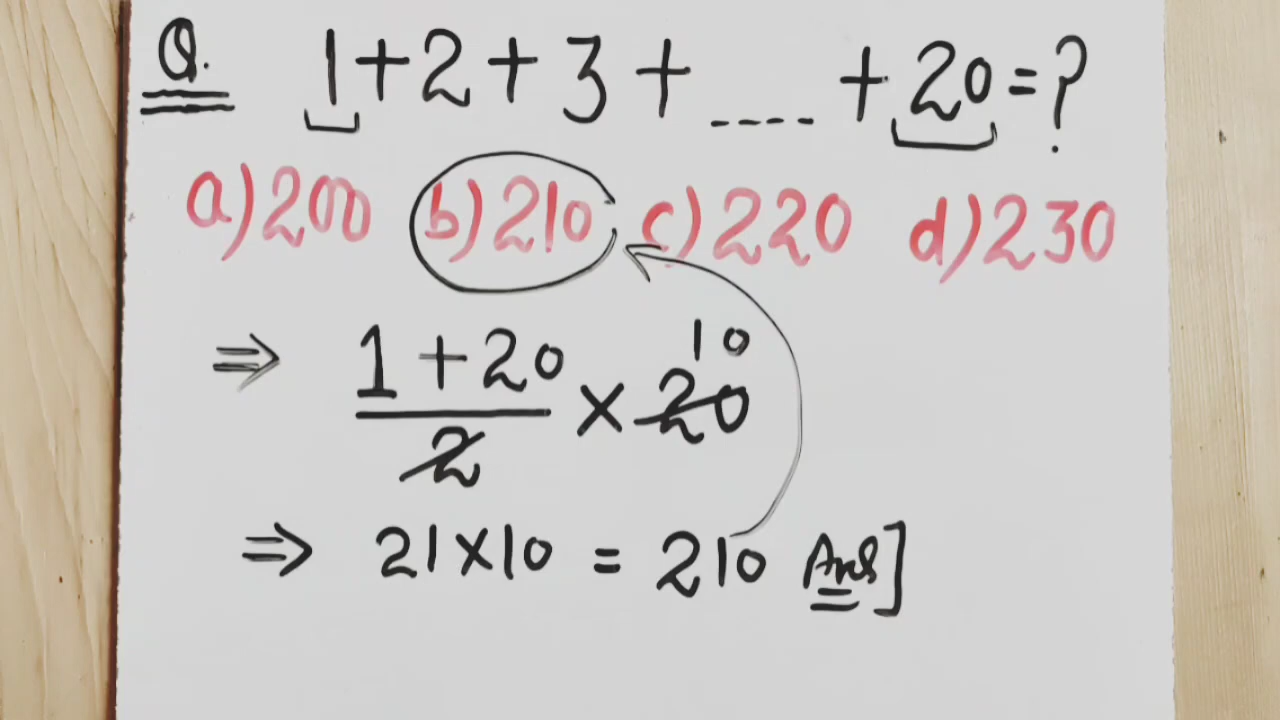 Q. 1+2+3+ ---- +20=?
a)200 b)210 c)220 d)230
⇒ 1+20/2 × 20 10
⇒ 21×10 = 210 Ans]